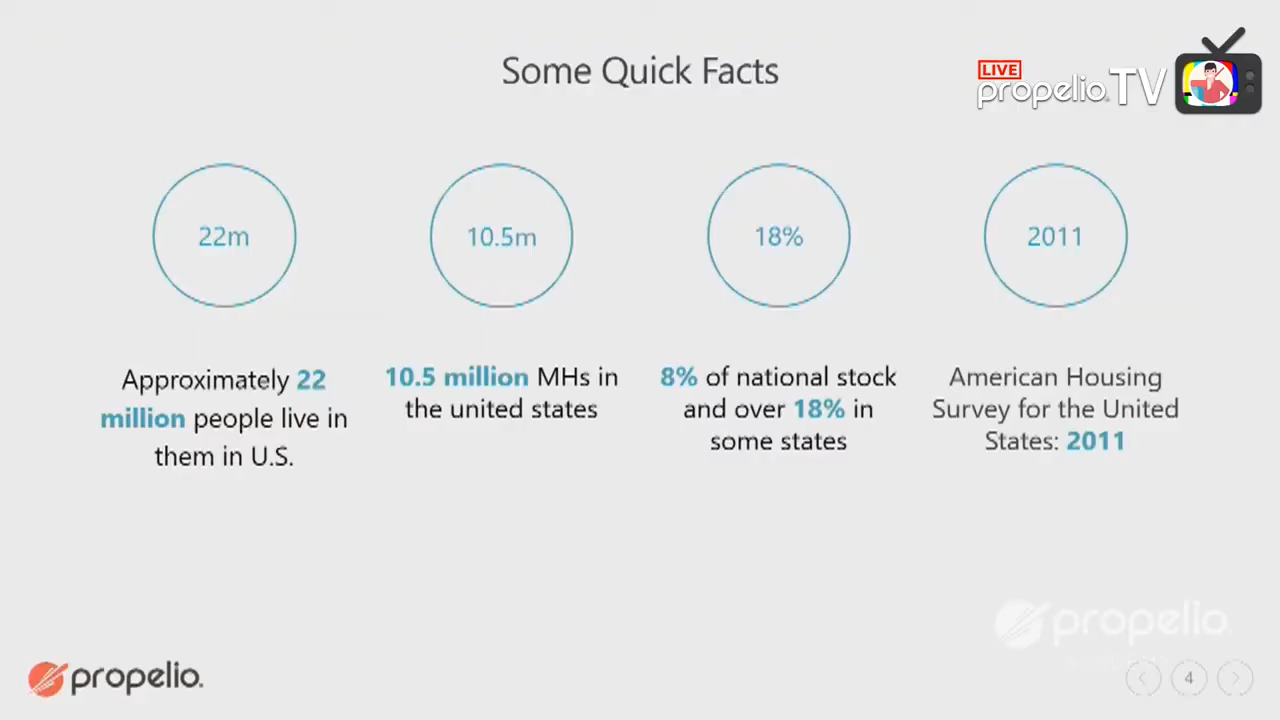 Some Quick Facts
LIVE
propelio.TV
22m
10.5m
18%
2011
Approximately 22
million people live in
them in U.S.
10.5 million MHs in
the united states
8% of national stock
and over 18% in
some states
American Housing
Survey for the United
States: 2011
propelio.
propelio.
4